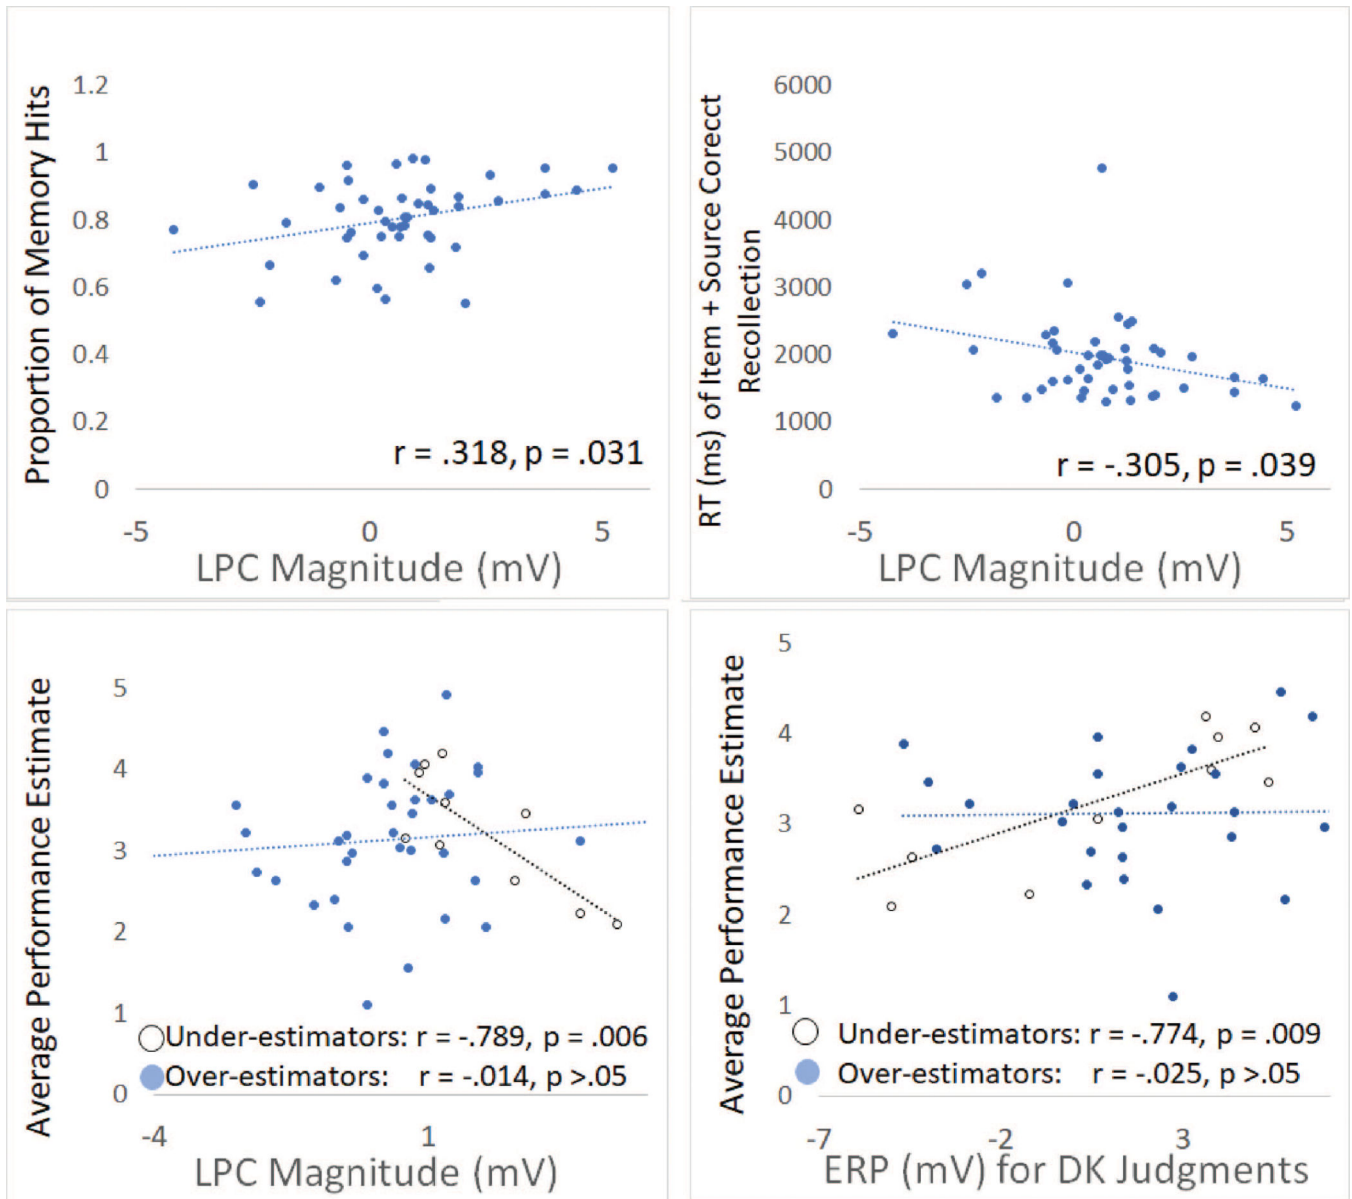 Proportion of Memory Hits
1.2
1
0.8
0.6
0.4
0.2
0
r = .318, p = .031
-5
0
5
LPC Magnitude (mV)
RT (ms) of Item + Source Corecct
Recollection
6000
5000
4000
3000
2000
1000
0
r = -.305, p = .039
-5
0
5
LPC Magnitude (mV)
Average Performance Estimate
5
4
3
2
1
0
Under-estimators: r = -.789, p = .006
Over-estimators: r = -.014, p >.05
-4
1
LPC Magnitude (mV)
Average Performance Estimate
5
4
3
2
1
0
Under-estimators: r = -.774, p = .009
Over-estimators: r = -.025, p >.05
-7
-2
3
ERP (mV) for DK Judgments